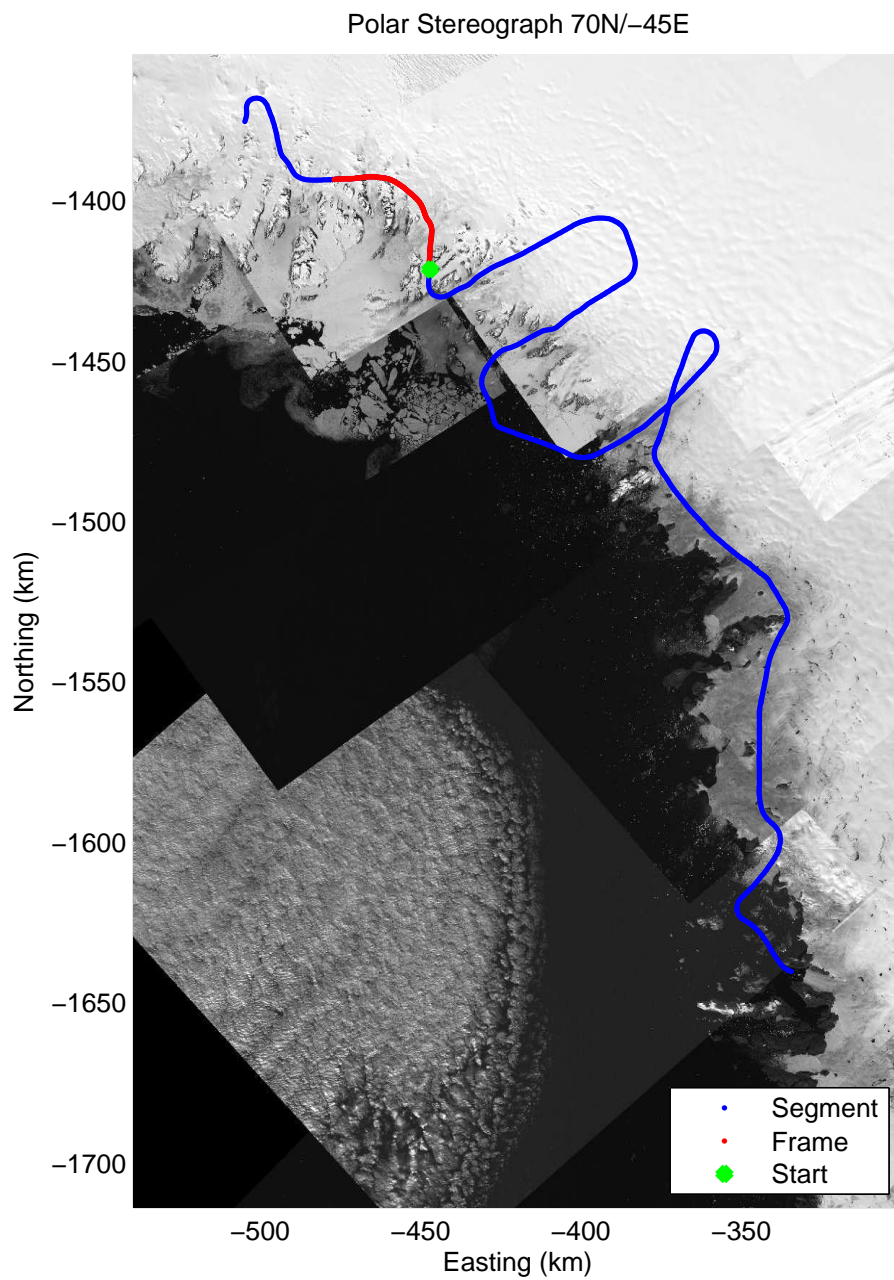 Polar Stereograph 70N/−45E
−1400
−1450
−1500
−1550
−1600
−1650
−1700
Northing (km)
−500
−450
−400
−350
Easting (km)
Segment
Frame
Start